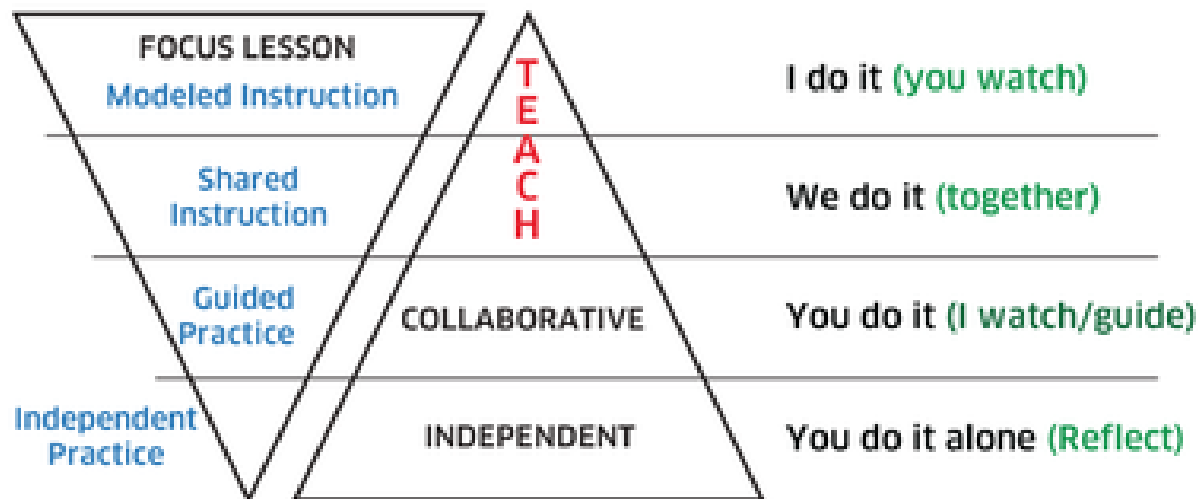 FOCUS LESSON
Modeled Instruction
TEACH
I do it (you watch)
Shared
Instruction
We do it (together)
Guided
Practice
COLLABORATIVE
You do it (I watch/guide)
Independent
Practice
INDEPENDENT
You do it alone (Reflect)